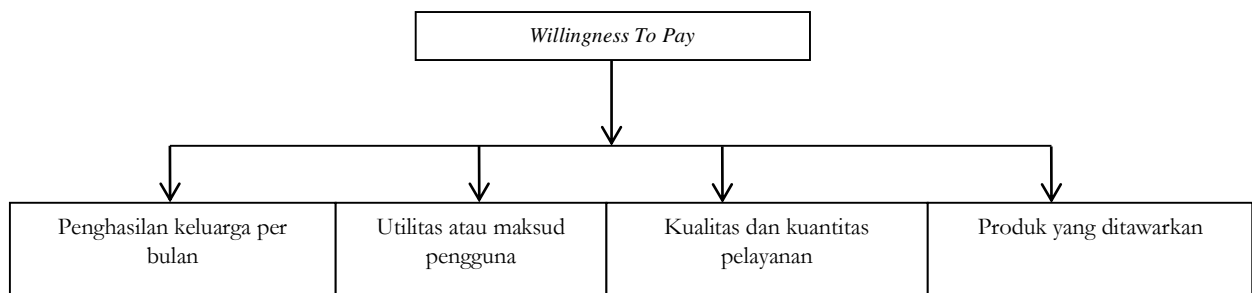 Willingness To Pay
Penghasilan keluarga per
bulan
Utilitas atau maksud
pengguna
Kualitas dan kuantitas
pelayanan
Produk yang ditawarkan